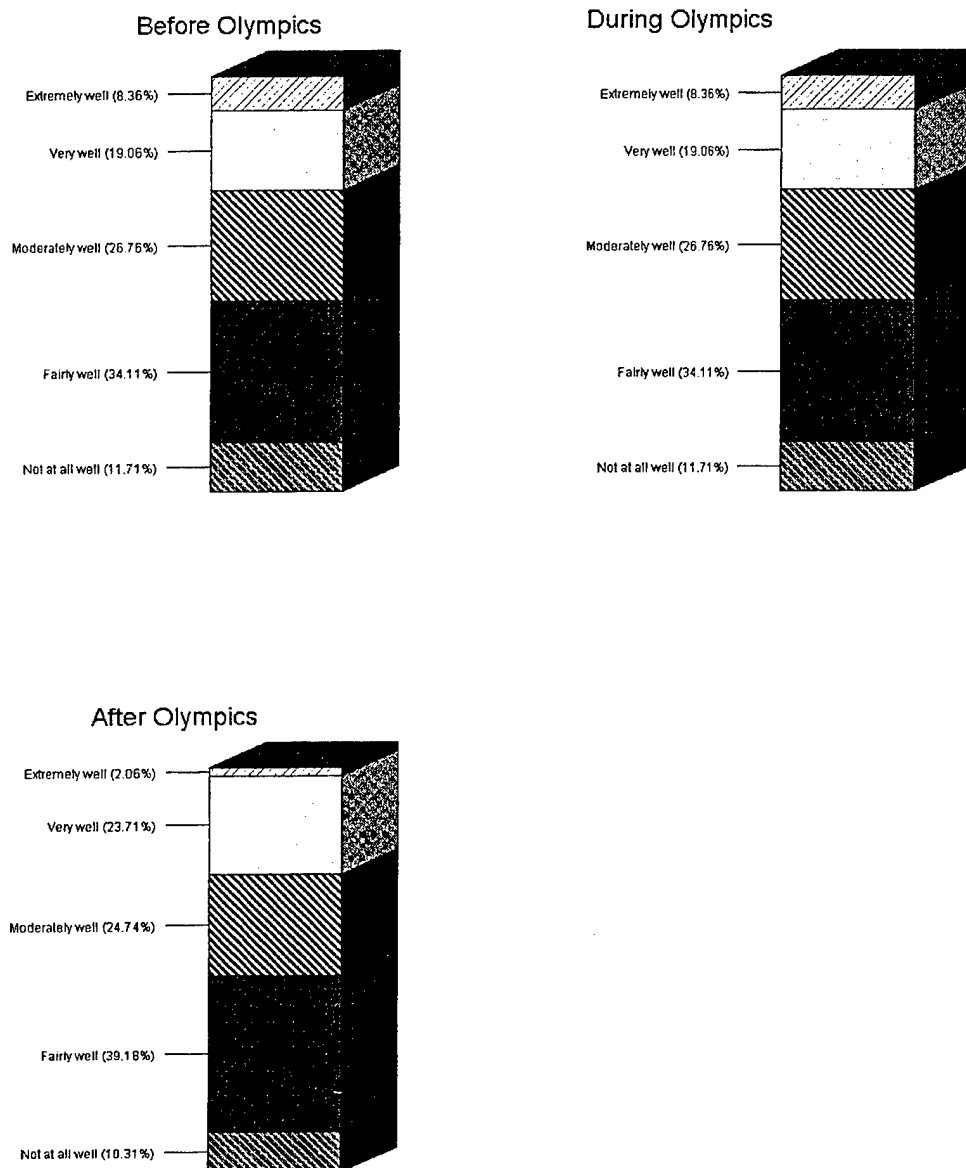 Before Olympics
Extremely well (8.36%)
Very well (19.06%)
Moderately well (26.76%)
Fairly well (34.11%)
Not at all well (11.71%)
During Olympics
Extremely well (8.36%)
Very well (19.06%)
Moderately well (26.76%)
Fairly well (34.11%)
Not at all well (11.71%)
After Olympics
Extremely well (2.06%)
Very well (23.71%)
Moderately well (24.74%)
Fairly well (39.18%)
Not at all well (10.31%)